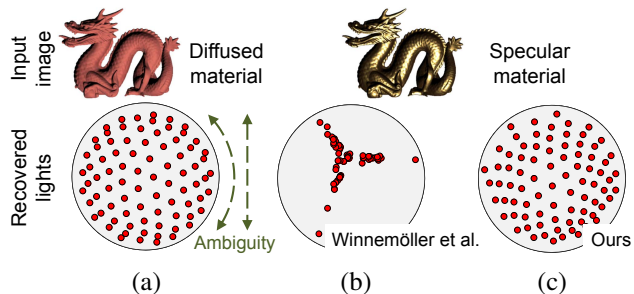 Input image
Diffused material
Specular material
Recovered lights
Ambiguity
Winnemöller et al.
Ours
(a)
(b)
(c)